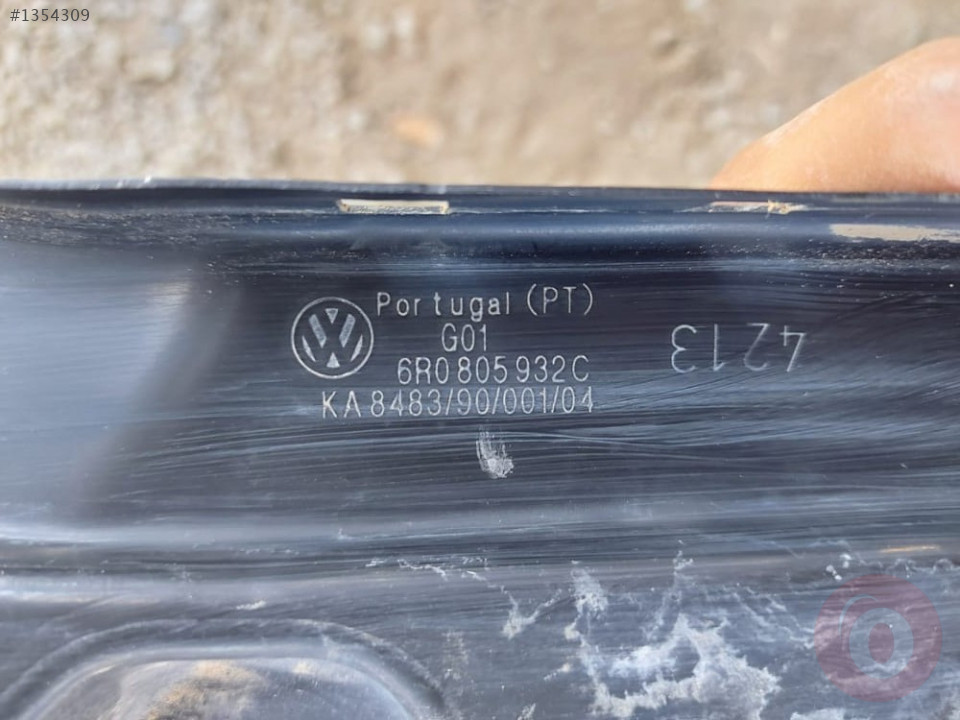 #1354309
Portugal (PT)
G01
6R0 805 932C
KA 8483/90/001/04
4213